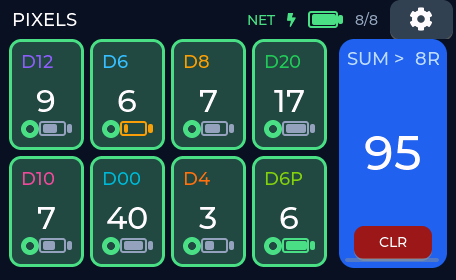 PIXELS NET 8/8
D12 D6 D8 D20 SUM > 8R
9 6 7 17
95
D10 D00 D4 D6P
7 40 3 6
CLR